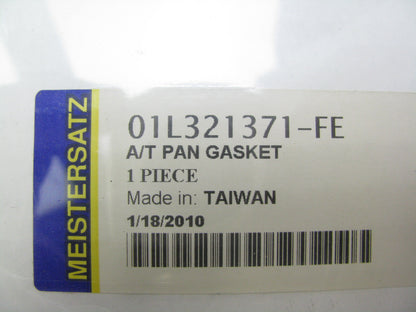 MEISTERSATZ
01L321371-FE
A/T PAN GASKET
1 PIECE
Made in: TAIWAN
1/18/2010